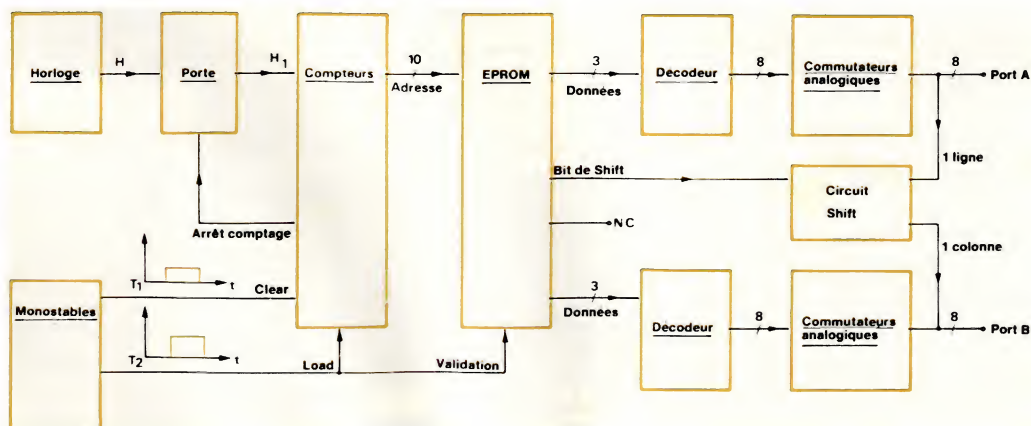 Horloge
H
Porte
H1
Compteurs
10
Adresse
EPROM
3
Données
Décodeur
8
Commutateurs
analogiques
8
Port A
1 ligne
Bit de Shift
Circuit
Shift
NC
1 colonne
Arrêt comptage
T1
t
Clear
Monostables
T2
t
Load
Validation
3
Données
Décodeur
8
Commutateurs
analogiques
8
Port B